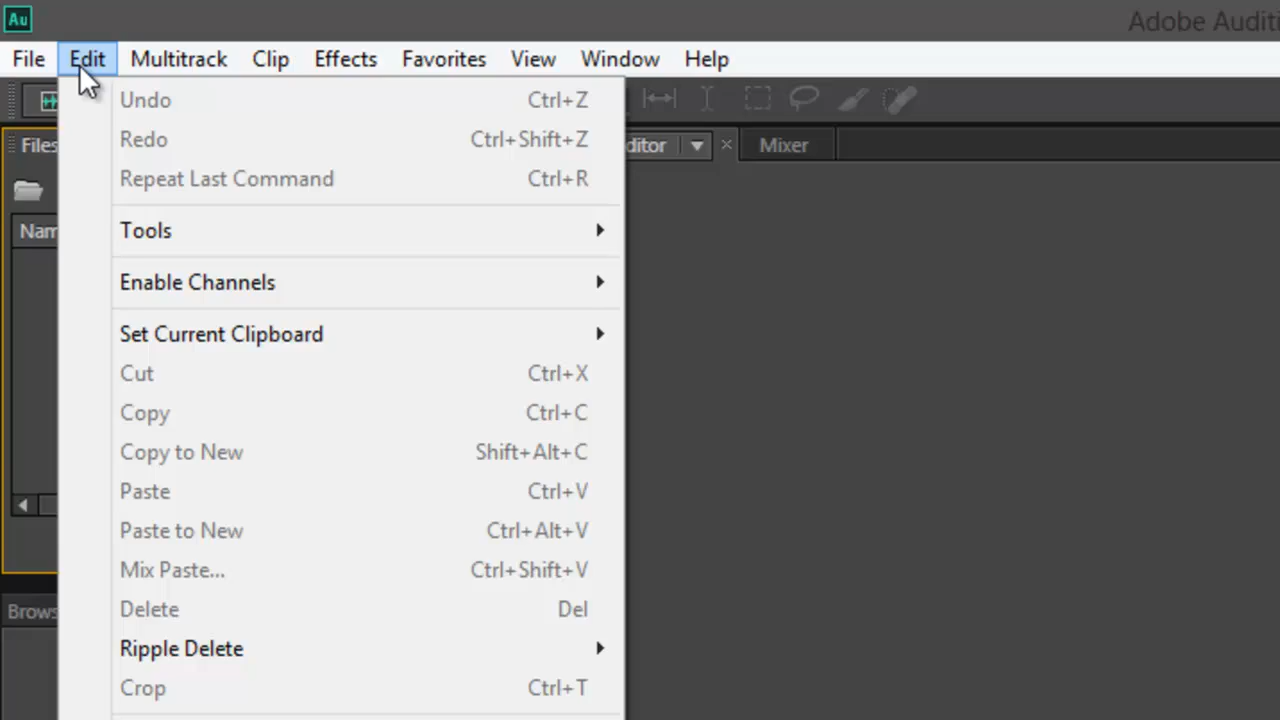 Au Adobe Auditi
File Edit Multitrack Clip Effects Favorites View Window Help
Undo Ctrl+Z
Redo Ctrl+Shift+Z
Repeat Last Command Ctrl+R
Tools
Enable Channels
Set Current Clipboard
Cut Ctrl+X
Copy Ctrl+C
Copy to New Shift+Alt+C
Paste Ctrl+V
Paste to New Ctrl+Alt+V
Mix Paste... Ctrl+Shift+V
Delete Del
Ripple Delete
Crop Ctrl+T
Files
Nam
Brows
ditor
Mixer